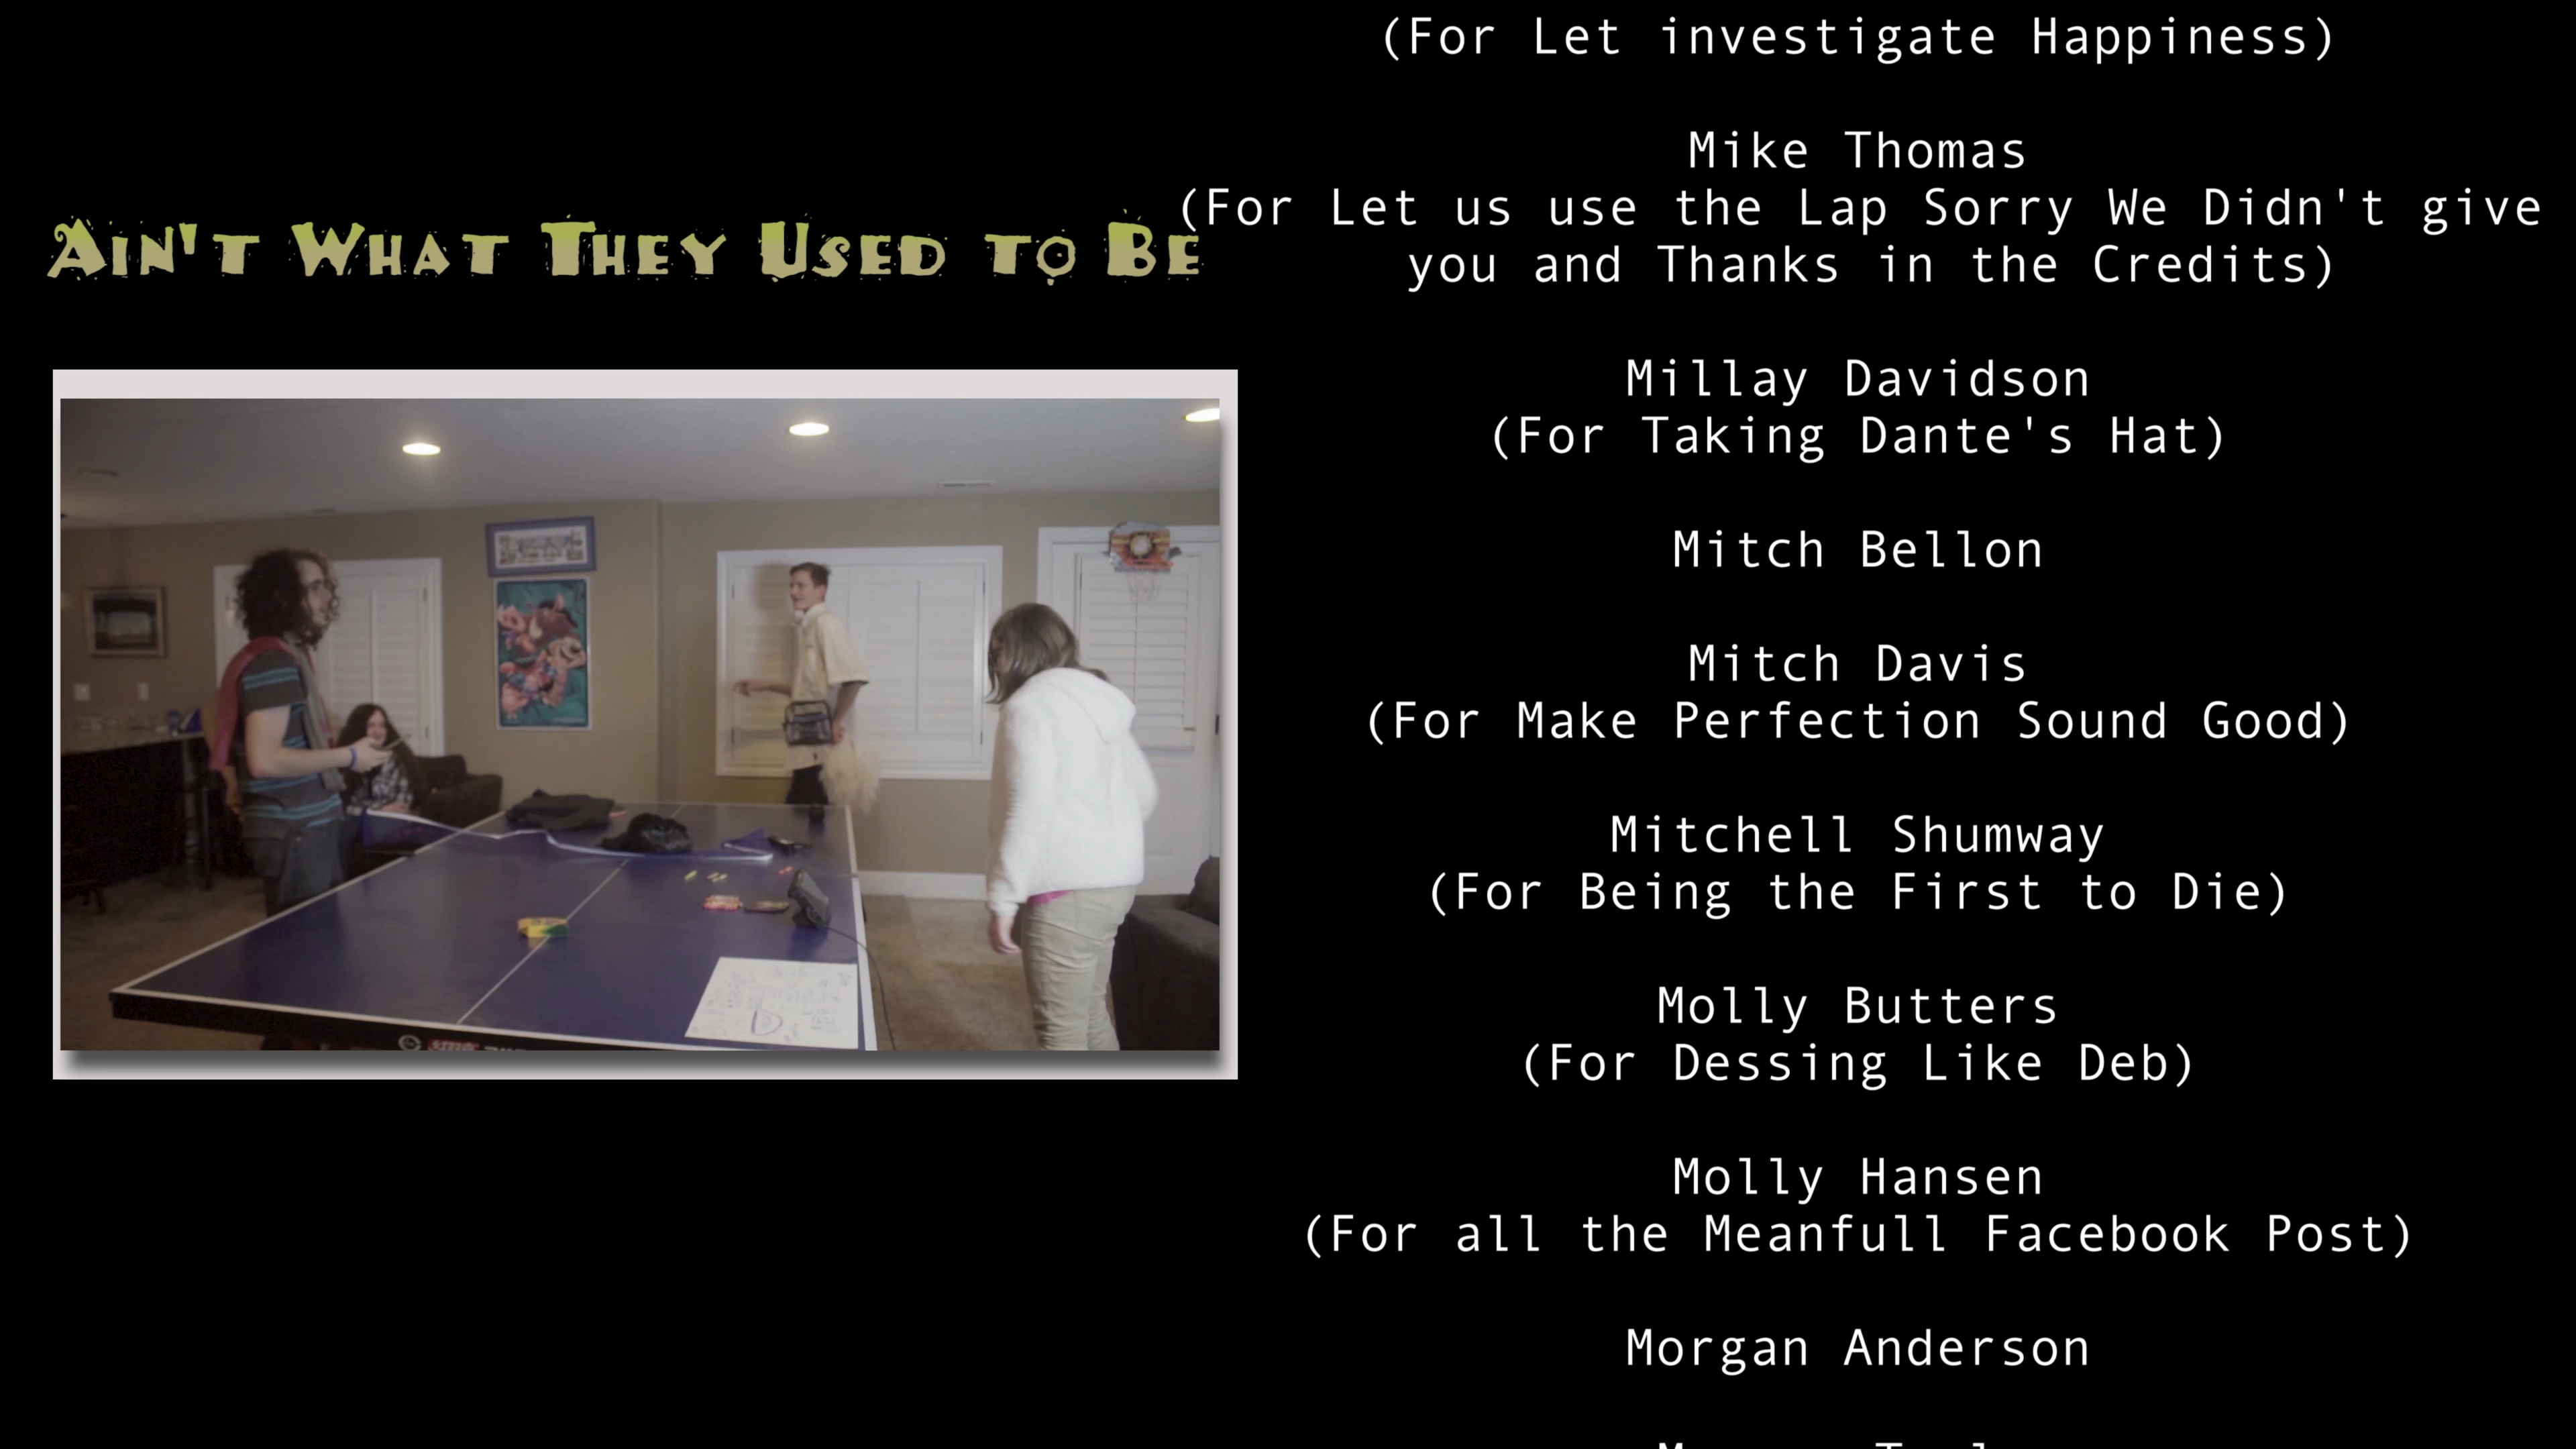 Ain't What They Used to Be
(For Let investigate Happiness)
Mike Thomas
(For Let us use the Lap Sorry We Didn't give
you and Thanks in the Credits)
Millay Davidson
(For Taking Dante's Hat)
Mitch Bellon
Mitch Davis
(For Make Perfection Sound Good)
Mitchell Shumway
(For Being the First to Die)
Molly Butters
(For Dessing Like Deb)
Molly Hansen
(For all the Meanfull Facebook Post)
Morgan Anderson